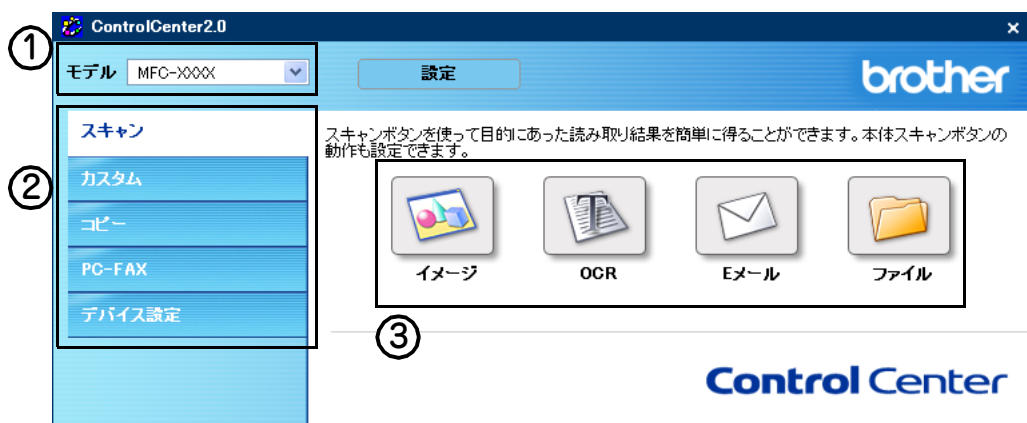 ControlCenter2.0
①
モデル MFC-XXXX 設定 brother
スキャン
カスタム
コピー
PC-FAX
デバイス設定
②
スキャンボタンを使って目的にあった読み取り結果を簡単に得ることができます。本体スキャンボタンの
動作も設定できます。
イメージ OCR Eメール ファイル
③
Control Center